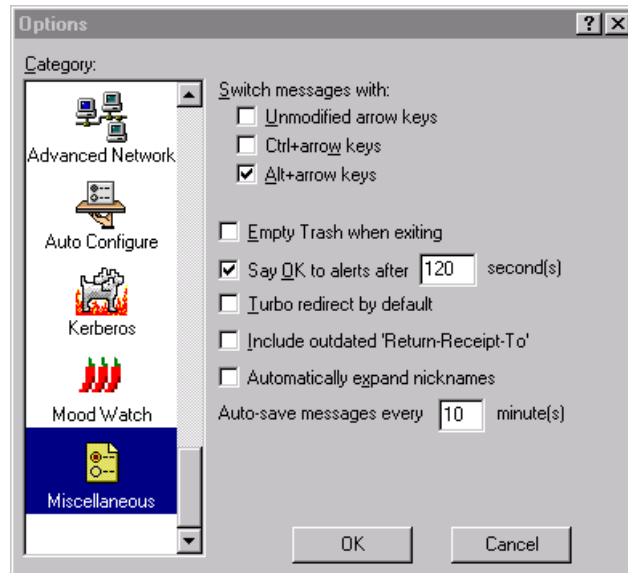 Options
Category:
Advanced Network
Auto Configure
Kerberos
Mood Watch
Miscellaneous
Switch messages with:
Unmodified arrow keys
Ctrl+arrow keys
Alt+arrow keys
Empty Trash when exiting
Say OK to alerts after 120 second(s)
Turbo redirect by default
Include outdated 'Return-Receipt-To'
Automatically expand nicknames
Auto-save messages every 10 minute(s)
OK
Cancel